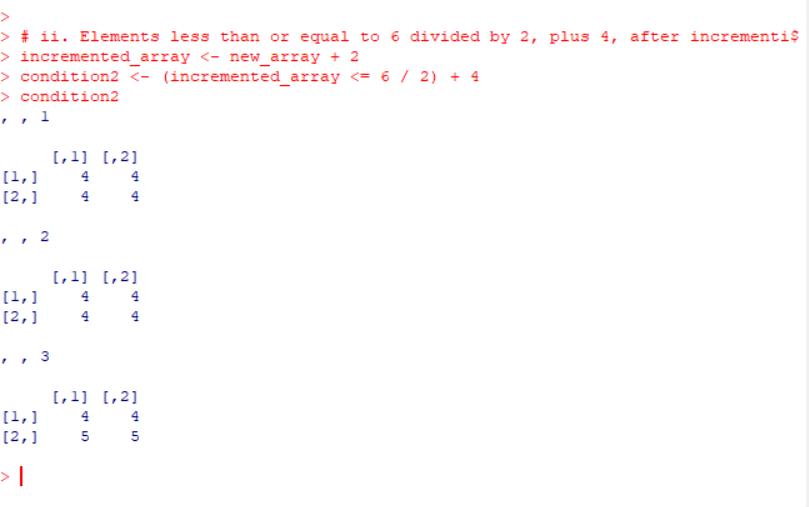 >
> # ii. Elements less than or equal to 6 divided by 2, plus 4, after incrementi$
> incremented_array <- new_array + 2
> condition2 <- (incremented_array <= 6 / 2) + 4
> condition2
, , 1
     [,1] [,2]
[1,]    4    4
[2,]    4    4
, , 2
     [,1] [,2]
[1,]    4    4
[2,]    4    4
, , 3
     [,1] [,2]
[1,]    4    4
[2,]    5    5
>